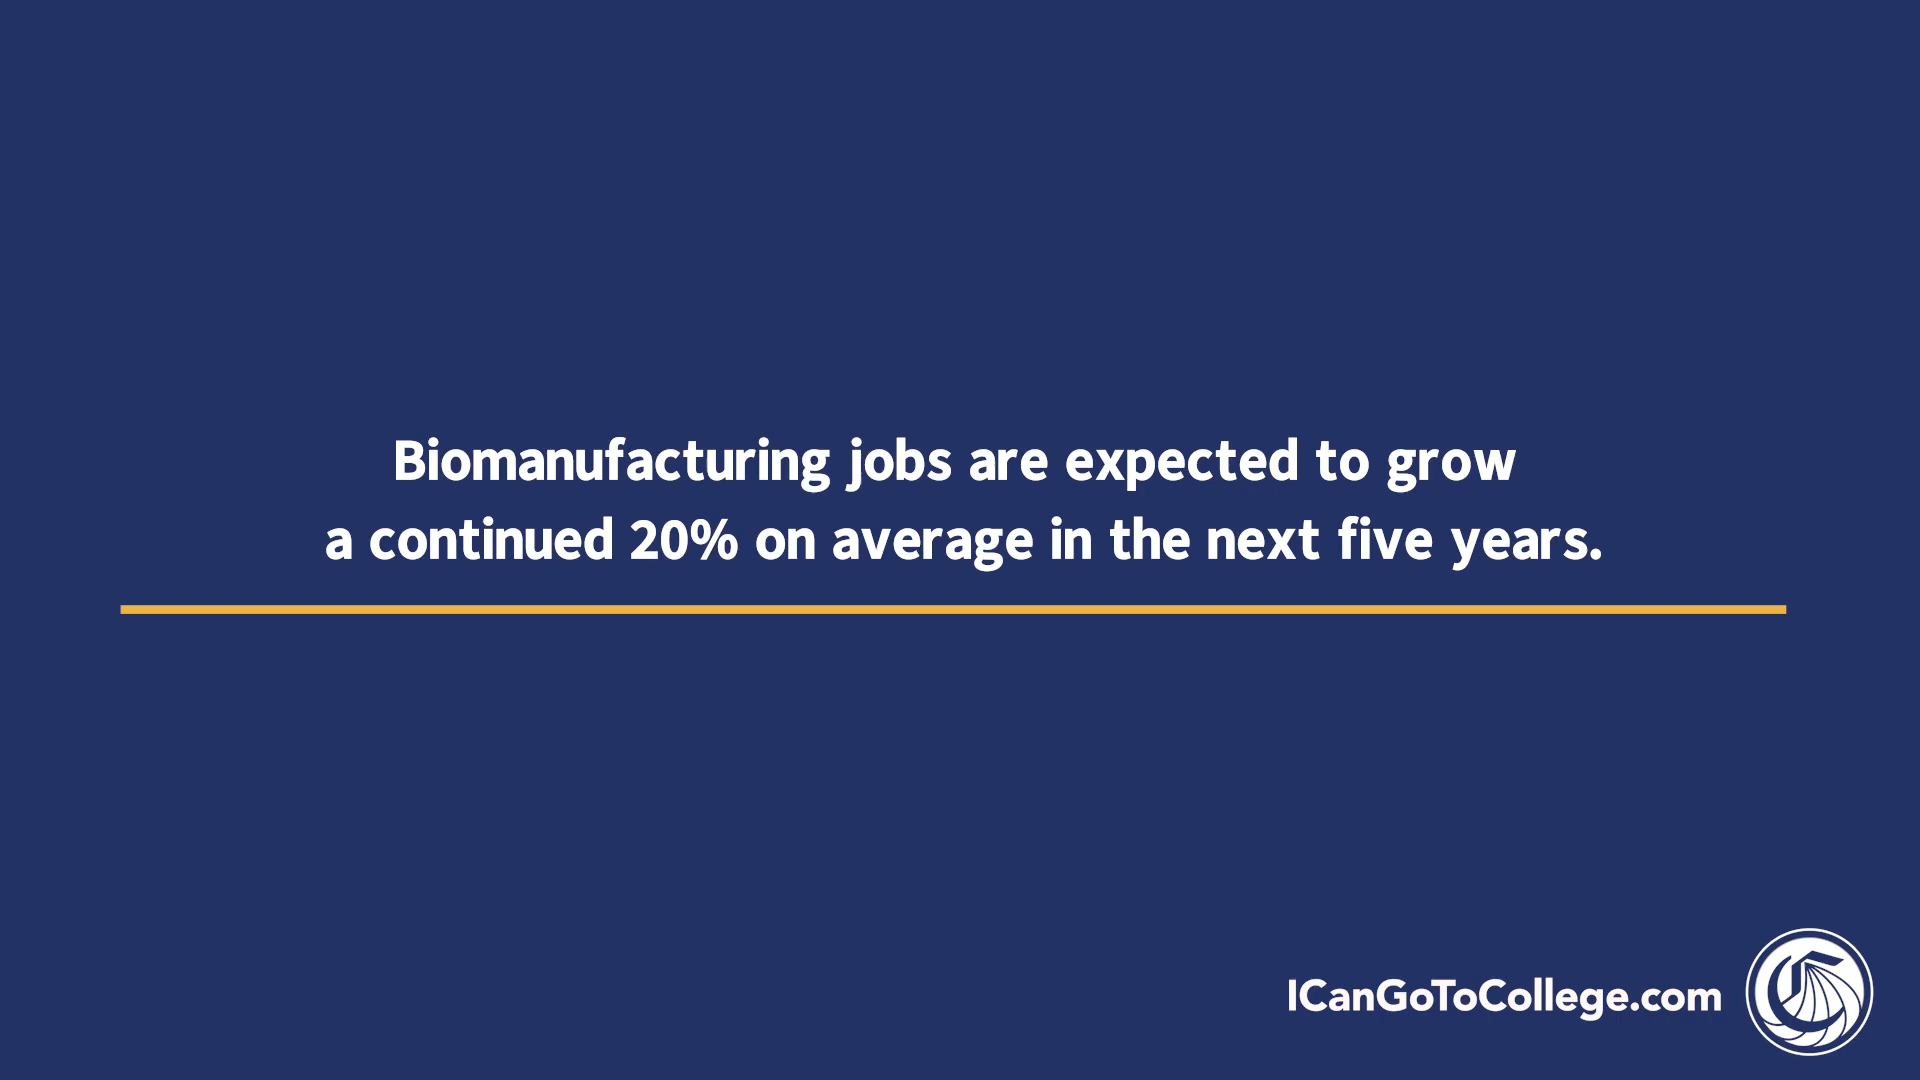 Biomanufacturing jobs are expected to grow
a continued 20% on average in the next five years.
ICanGoToCollege.com